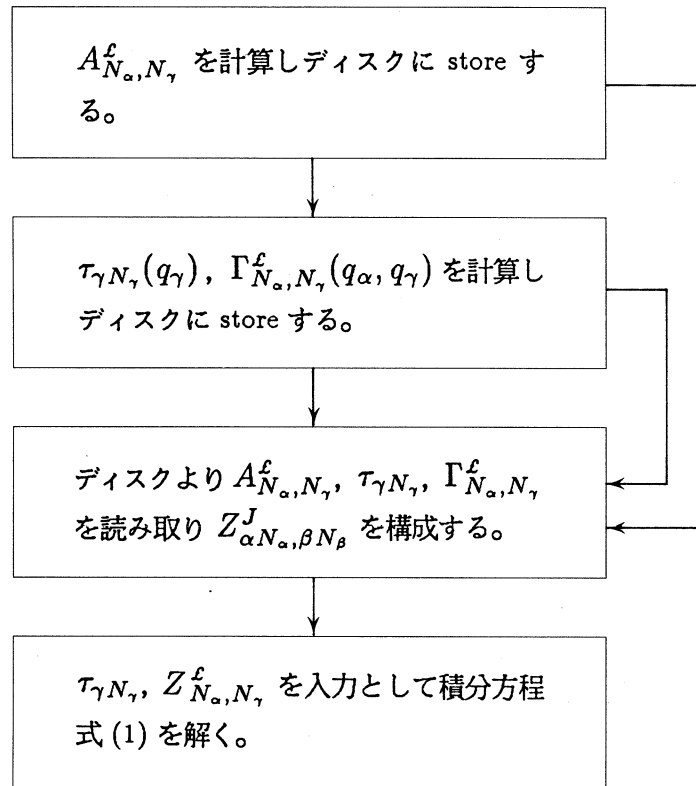 $A^{\pounds}_{N_\alpha,N_\gamma}$ を計算しディスクに store す
る。
$\tau_{\gamma N_\gamma}(q_\gamma)$, $\Gamma^{\pounds}_{N_\alpha,N_\gamma}(q_\alpha, q_\gamma)$ を計算し
ディスクに store する。
ディスクより $A^{\pounds}_{N_\alpha,N_\gamma}$, $\tau_{\gamma N_\gamma}$, $\Gamma^{\pounds}_{N_\alpha,N_\gamma}$
を読み取り $Z^{J}_{\alpha N_\alpha,\beta N_\beta}$ を構成する。
$\tau_{\gamma N_\gamma}$, $Z^{\pounds}_{N_\alpha,N_\gamma}$ を入力として積分方程
式 (1) を解く。